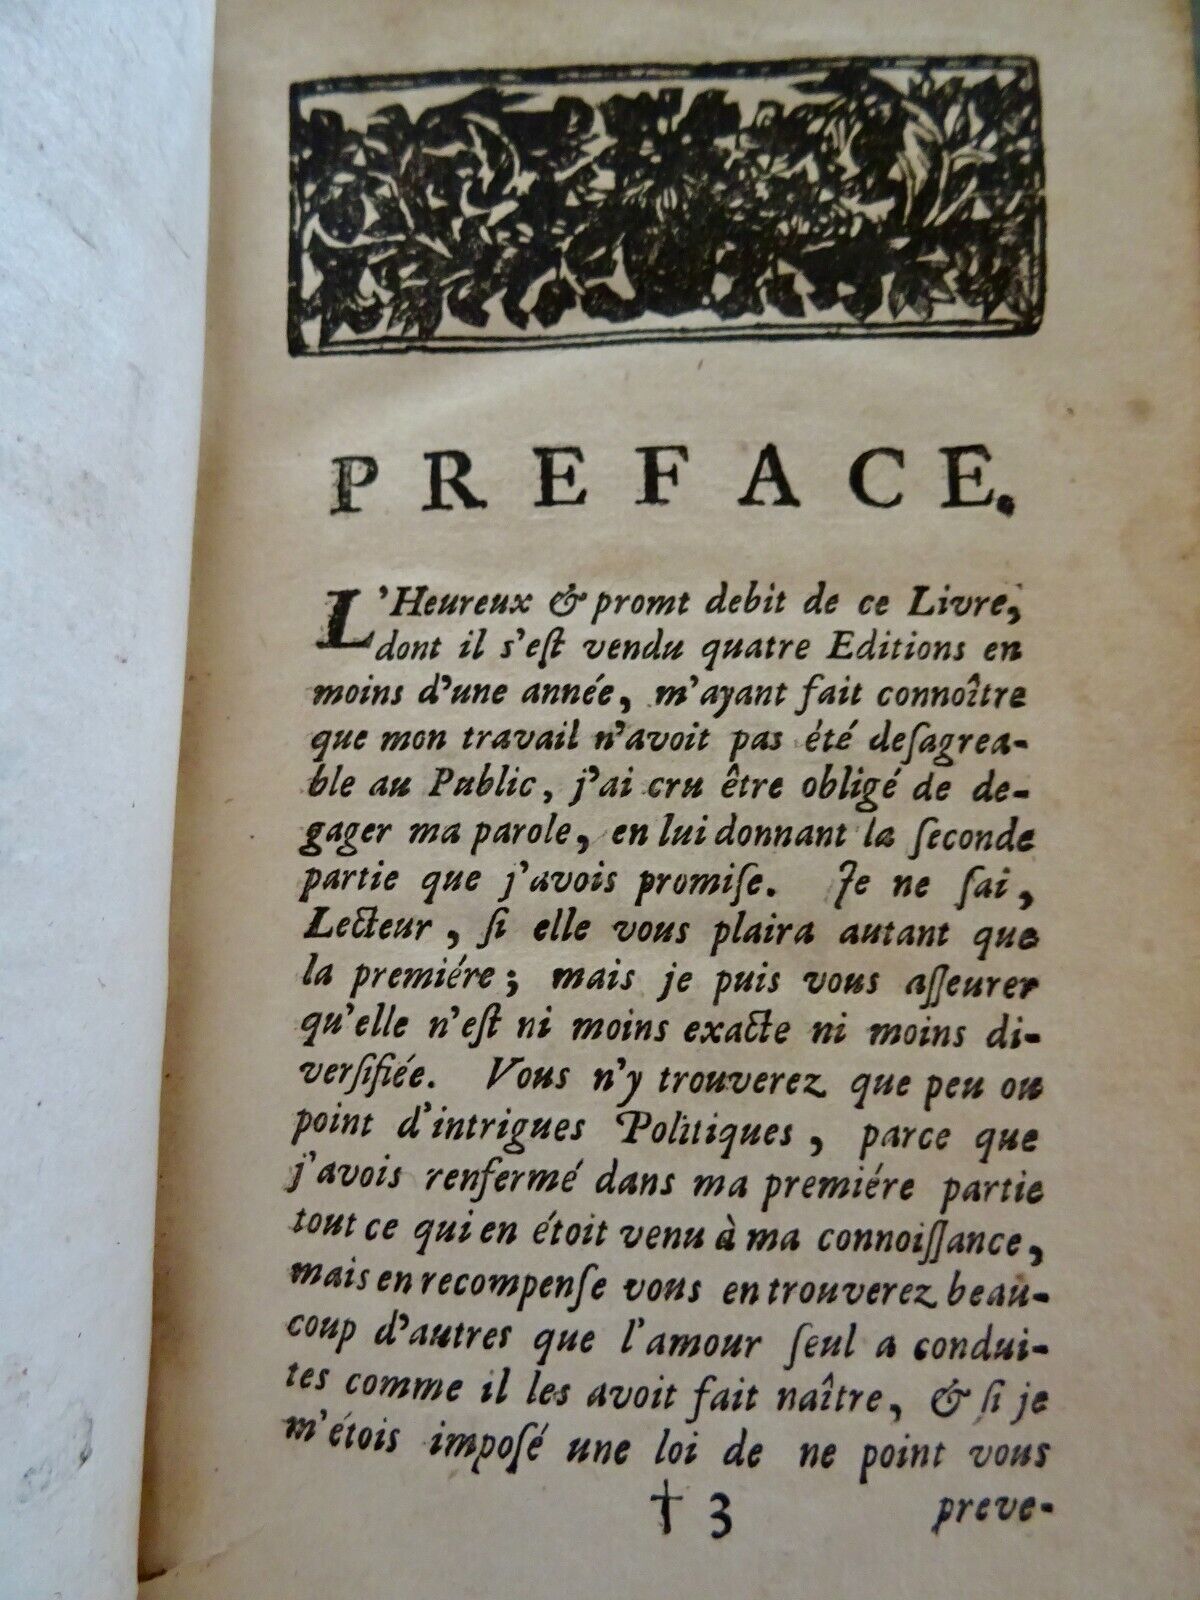 PREFACE.
L'Heureux & promt debit de ce Livre,
dont il s'eſt vendu quatre Editions en
moins d'une année, m'ayant fait connoître
que mon travail n'avoit pas été deſagrea-
ble au Public, j'ai cru être obligé de de-
gager ma parole, en lui donnant la ſeconde
partie que j'avois promiſe. Je ne ſai,
Lecteur, ſi elle vous plaira autant que
la premiére; mais je puis vous aſſeurer
qu'elle n'eſt ni moins exacte ni moins di-
verſifiée. Vous n'y trouverez que peu ou
point d'intrigues Politiques, parce que
j'avois renfermé dans ma premiére partie
tout ce qui en étoit venu à ma connoiſſance,
mais en recompenſe vous en trouverez beau-
coup d'autres que l'amour ſeul a condui-
tes comme il les avoit fait naître, & ſi je
m'étois impoſé une loi de ne point vous
† 3 preve-